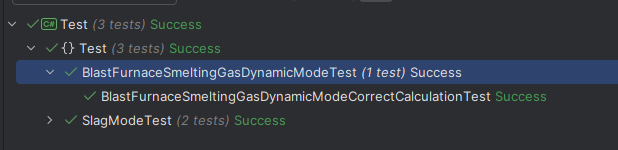 C# Test (3 tests) Success
{} Test (3 tests) Success
BlastFurnaceSmeltingGasDynamicModeTest (1 test) Success
BlastFurnaceSmeltingGasDynamicModeCorrectCalculationTest Success
SlagModeTest (2 tests) Success